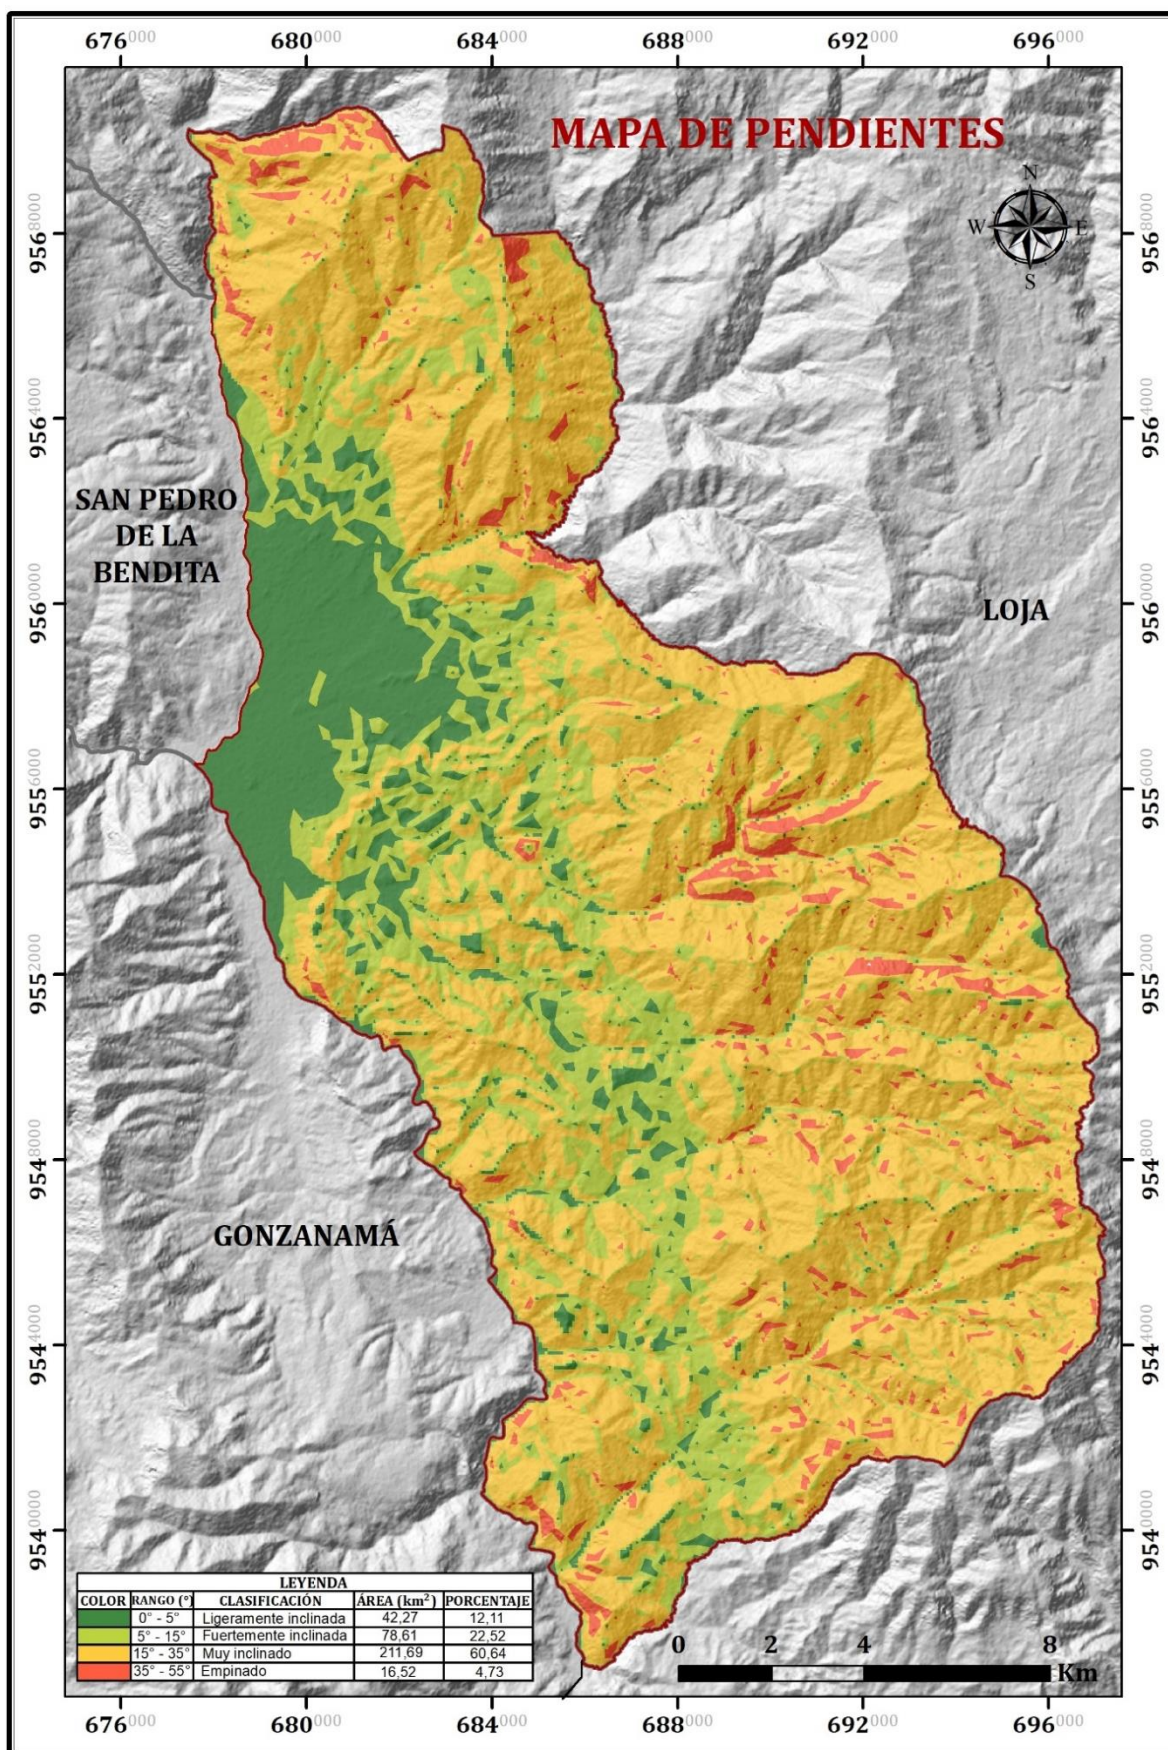 676000 680000 684000 688000 692000 696000
MAPA DE PENDIENTES
N
W E
S
9568000 9568000
9564000 9564000
SAN PEDRO
DE LA
BENDITA
9560000 9560000
LOJA
9556000 9556000
9552000 9552000
9548000 9548000
GONZANAMÁ
9544000 9544000
9540000 9540000
LEYENDA
COLOR RANGO (°) CLASIFICACIÓN ÁREA (km²) PORCENTAJE
0° - 5° Ligeramente inclinada 42,27 12,11
5° - 15° Fuertemente inclinada 78,61 22,52
15° - 35° Muy inclinado 211,69 60,64
35° - 55° Empinado 16,52 4,73
0 2 4 8
Km
676000 680000 684000 688000 692000 696000